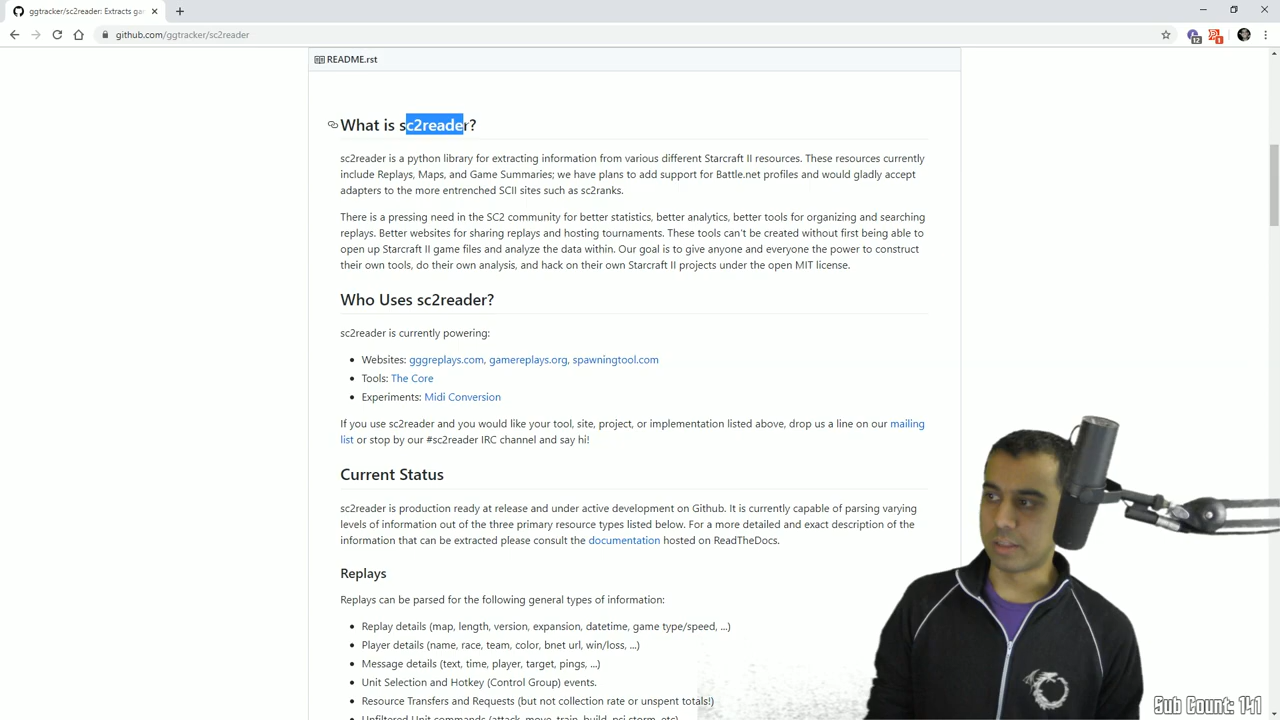 ggtracker/sc2reader: Extracts ga
github.com/ggtracker/sc2reader
12
1
README.rst
What is sc2reader?
sc2reader is a python library for extracting information from various different Starcraft II resources. These resources currently
include Replays, Maps, and Game Summaries; we have plans to add support for Battle.net profiles and would gladly accept
adapters to the more entrenched SCII sites such as sc2ranks.
There is a pressing need in the SC2 community for better statistics, better analytics, better tools for organizing and searching
replays. Better websites for sharing replays and hosting tournaments. These tools can't be created without first being able to
open up Starcraft II game files and analyze the data within. Our goal is to give anyone and everyone the power to construct
their own tools, do their own analysis, and hack on their own Starcraft II projects under the open MIT license.
Who Uses sc2reader?
sc2reader is currently powering:
Websites: gggreplays.com, gamereplays.org, spawningtool.com
Tools: The Core
Experiments: Midi Conversion
If you use sc2reader and you would like your tool, site, project, or implementation listed above, drop us a line on our mailing
list or stop by our #sc2reader IRC channel and say hi!
Current Status
sc2reader is production ready at release and under active development on Github. It is currently capable of parsing varying
levels of information out of the three primary resource types listed below. For a more detailed and exact description of the
information that can be extracted please consult the documentation hosted on ReadTheDocs.
Replays
Replays can be parsed for the following general types of information:
Replay details (map, length, version, expansion, datetime, game type/speed, ...)
Player details (name, race, team, color, bnet url, win/loss, ...)
Message details (text, time, player, target, pings, ...)
Unit Selection and Hotkey (Control Group) events.
Resource Transfers and Requests (but not collection rate or unspent totals!)
Unfiltered Unit commands (attack, move, train, build, psi storm, etc)
Sub Count: 141